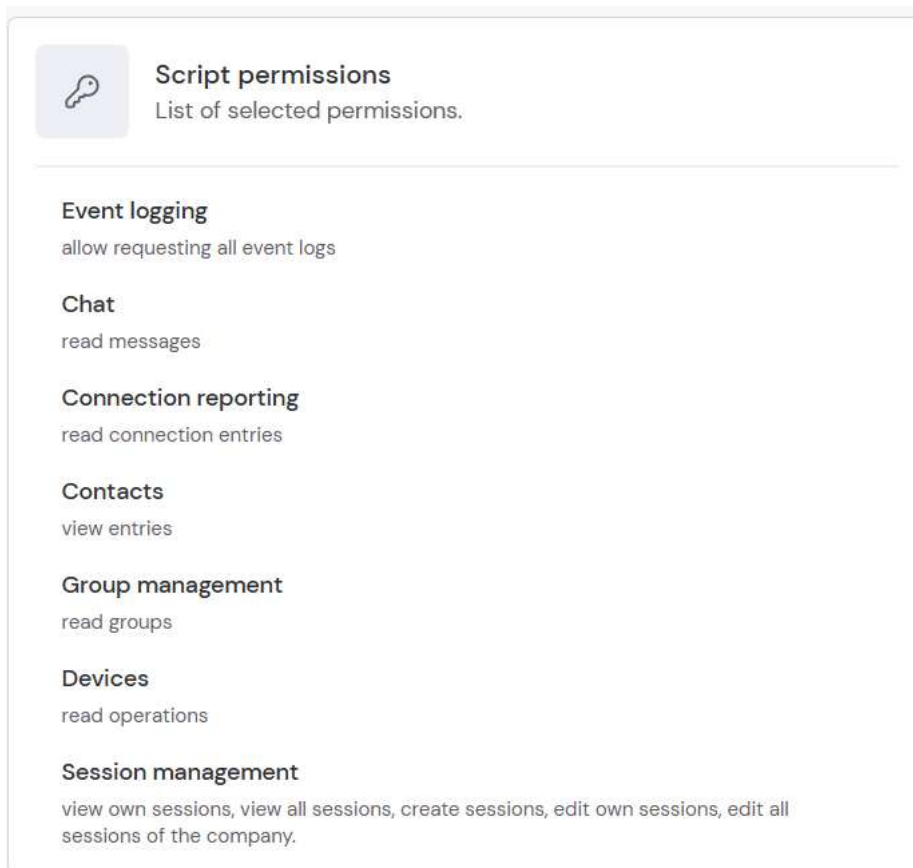 Script permissions
List of selected permissions.
Event logging
allow requesting all event logs
Chat
read messages
Connection reporting
read connection entries
Contacts
view entries
Group management
read groups
Devices
read operations
Session management
view own sessions, view all sessions, create sessions, edit own sessions, edit all
sessions of the company.